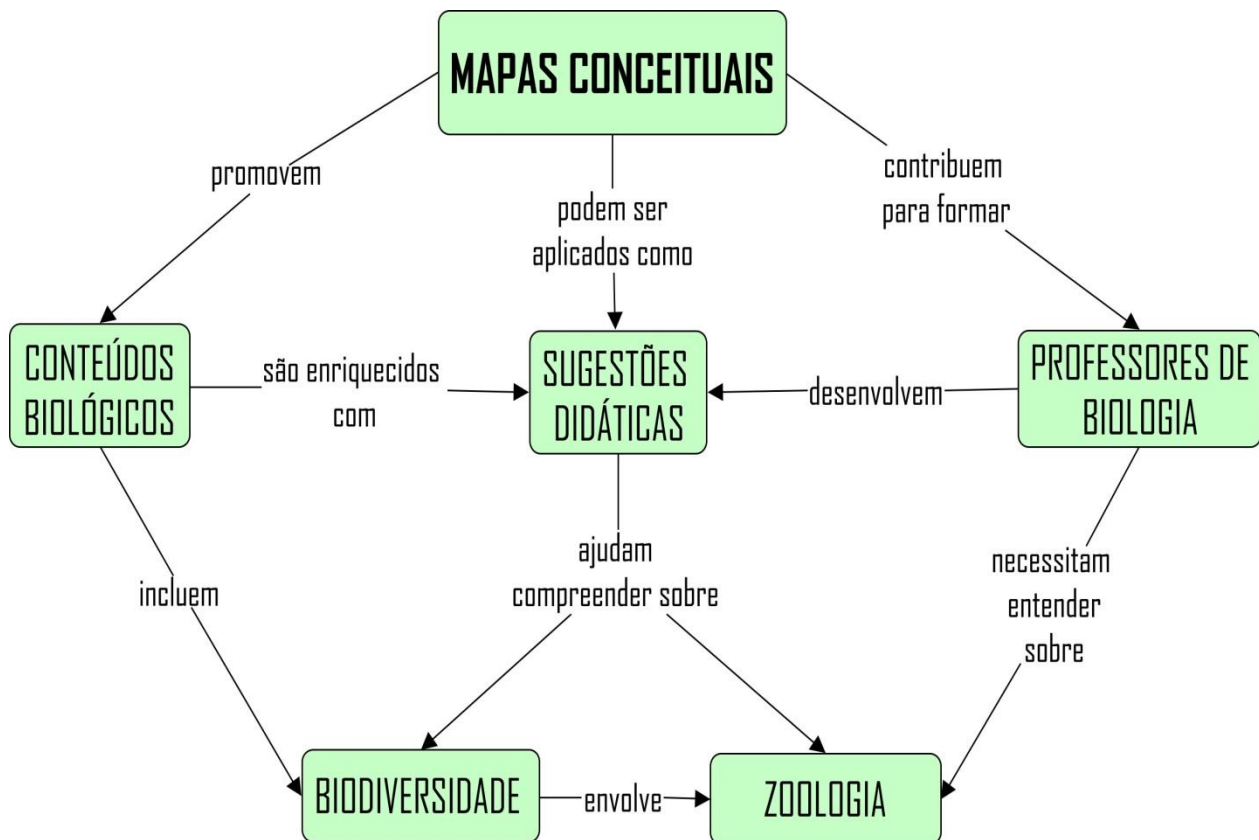 MAPAS CONCEITUAIS
promovem
podem ser
aplicados como
contribuem
para formar
CONTEÚDOS
BIOLÓGICOS
são enriquecidos
com
SUGESTÕES
DIDÁTICAS
desenvolvem
PROFESSORES DE
BIOLOGIA
incluem
ajudam
compreender sobre
necessitam
entender
sobre
BIODIVERSIDADE
envolve
ZOOLOGIA